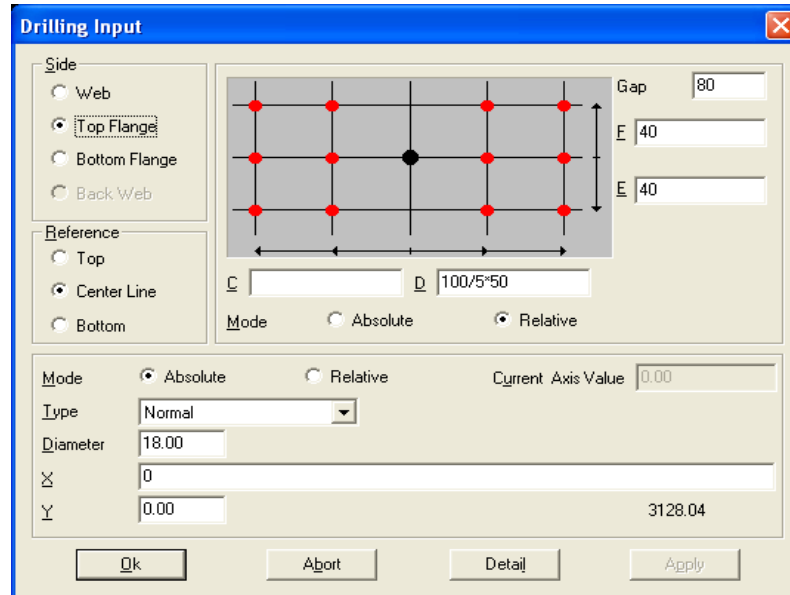 Drilling Input
Side
Web
Top Flange
Bottom Flange
Back Web
Reference
Top
Center Line
Bottom
Gap 80
F 40
E 40
C D 100/5*50
Mode Absolute Relative
Mode Absolute Relative Current Axis Value 0.00
Type Normal
Diameter 18.00
X 0
Y 0.00 3128.04
Ok Abort Detail Apply